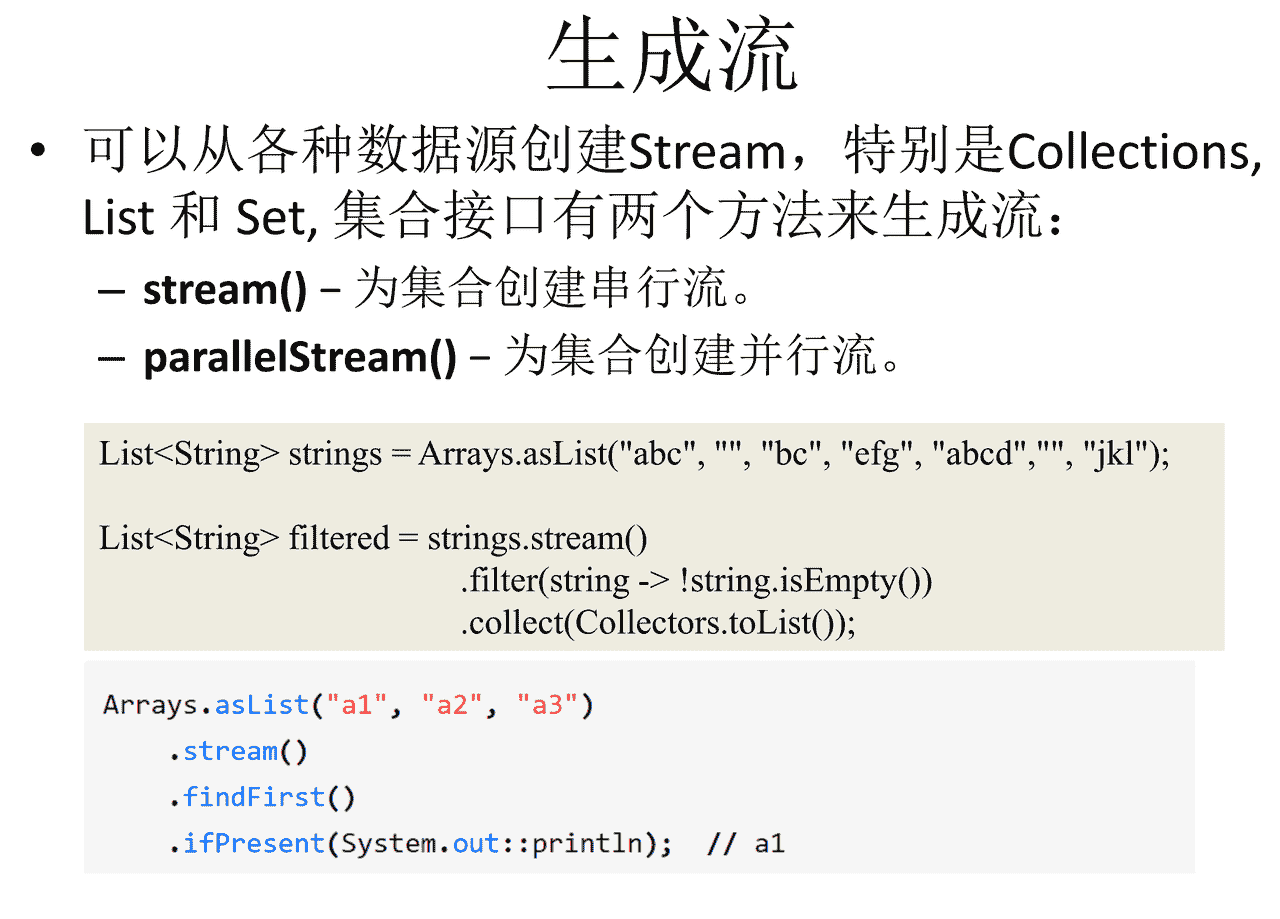 生成流
• 可以从各种数据源创建Stream，特别是Collections,
List 和 Set, 集合接口有两个方法来生成流：
– stream() − 为集合创建串行流。
– parallelStream() − 为集合创建并行流。
List<String> strings = Arrays.asList("abc", "", "bc", "efg", "abcd","", "jkl");
List<String> filtered = strings.stream()
.filter(string -> !string.isEmpty())
.collect(Collectors.toList());
Arrays.asList("a1", "a2", "a3")
.stream()
.findFirst()
.ifPresent(System.out::println);  // a1